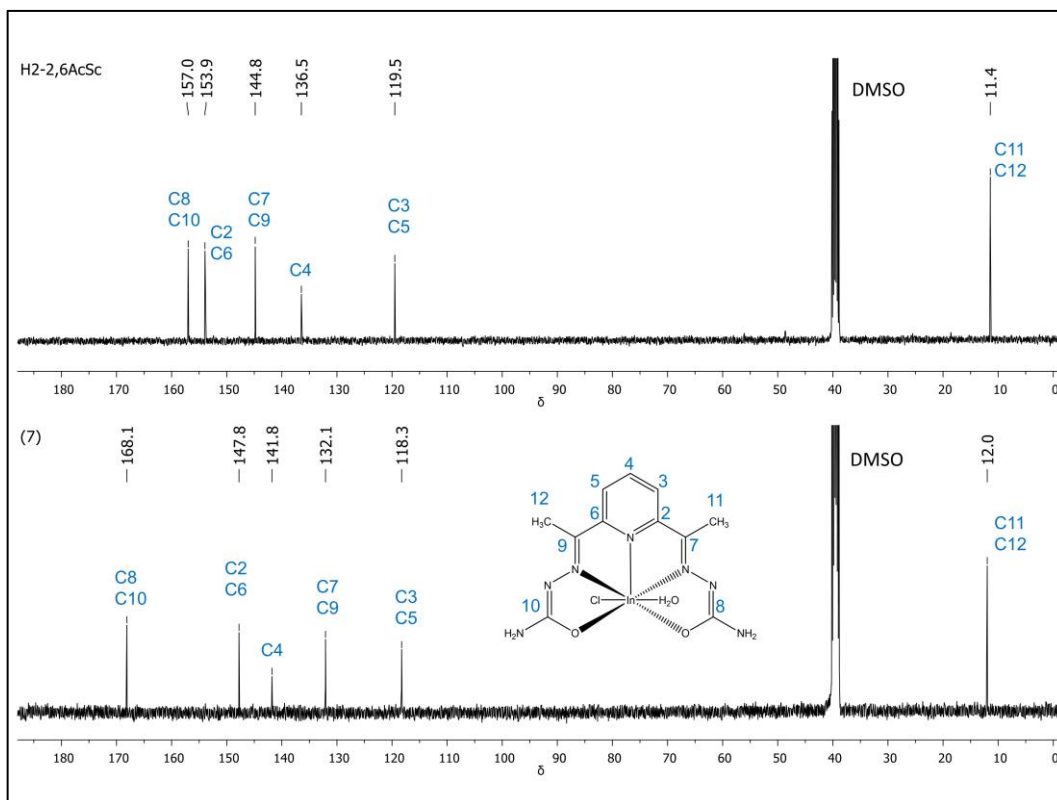 H2-2,6AcSc
157.0
153.9
144.8
136.5
119.5
DMSO
11.4
C8
C10
C2
C6
C7
C9
C4
C3
C5
C11
C12
180 170 160 150 140 130 120 110 100 90 80 70 60 50 40 30 20 10 0
δ
(7)
168.1
147.8
141.8
132.1
118.3
DMSO
12.0
C8
C10
C2
C6
C4
C7
C9
C3
C5
C11
C12
4
5 3
12 11
H3C 6 2 CH3
N
9 7
N N
N N
Cl In H2O
10 8
H2N O O NH2
180 170 160 150 140 130 120 110 100 90 80 70 60 50 40 30 20 10 0
δ